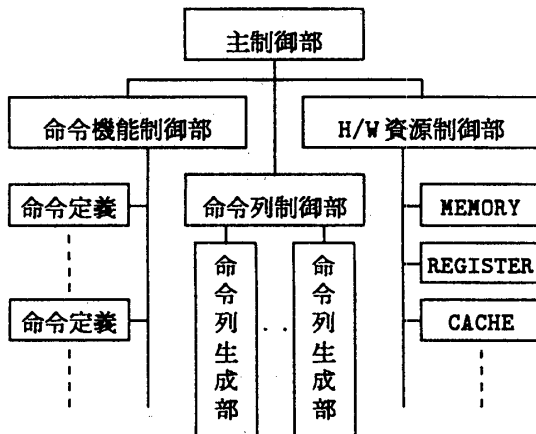 主制御部
命令機能制御部
H/W 資源制御部
命令定義
命令列制御部
MEMORY
REGISTER
命令定義
CACHE
命令列生成部
. .
命令列生成部